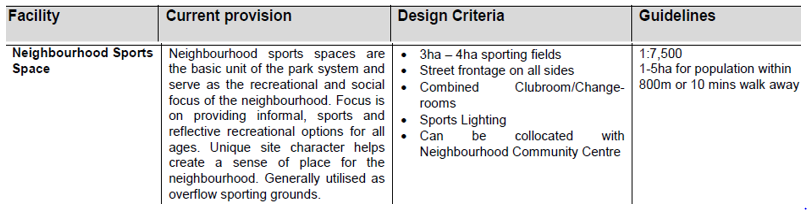 Facility Current provision Design Criteria Guidelines
Neighbourhood Sports
Space
Neighbourhood sports spaces are
the basic unit of the park system and
serve as the recreational and social
focus of the neighbourhood. Focus is
on providing informal, sports and
reflective recreational options for all
ages. Unique site character helps
create a sense of place for the
neighbourhood. Generally utilised as
overflow sporting grounds.
• 3ha – 4ha sporting fields
• Street frontage on all sides
• Combined Clubroom/Change-
rooms
• Sports Lighting
• Can be collocated with
Neighbourhood Community Centre
1:7,500
1-5ha for population within
800m or 10 mins walk away